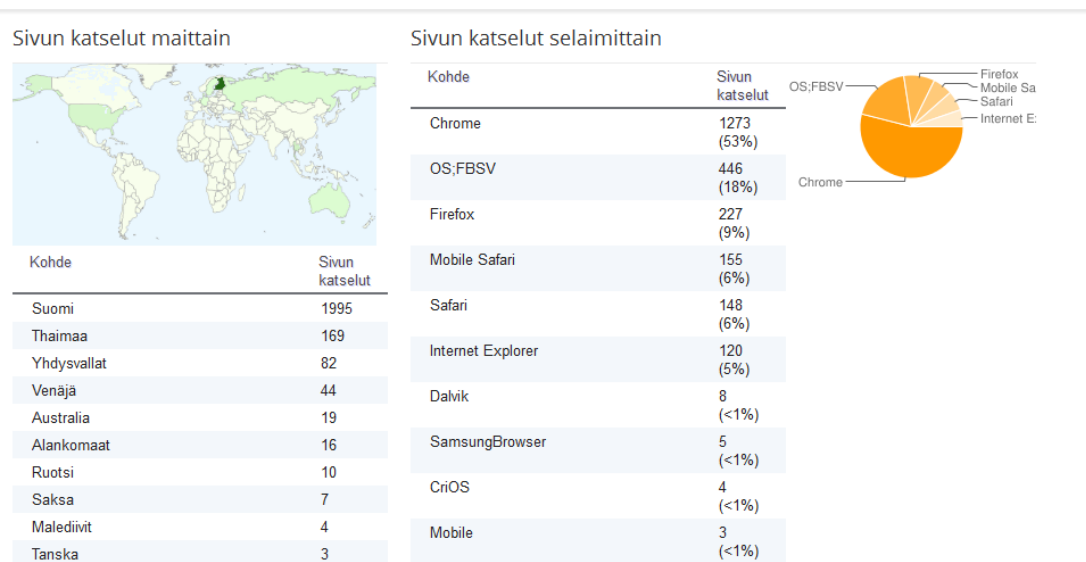 Sivun katselut maittain
Kohde Sivun
katselut
Suomi 1995
Thaimaa 169
Yhdysvallat 82
Venäjä 44
Australia 19
Alankomaat 16
Ruotsi 10
Saksa 7
Malediivit 4
Tanska 3
Sivun katselut selaimittain
Kohde Sivun
katselut
Chrome 1273
(53%)
OS;FBSV 446
(18%)
Firefox 227
(9%)
Mobile Safari 155
(6%)
Safari 148
(6%)
Internet Explorer 120
(5%)
Dalvik 8
(<1%)
SamsungBrowser 5
(<1%)
CriOS 4
(<1%)
Mobile 3
(<1%)
OS;FBSV
Firefox
Mobile Sa
Safari
Internet E:
Chrome